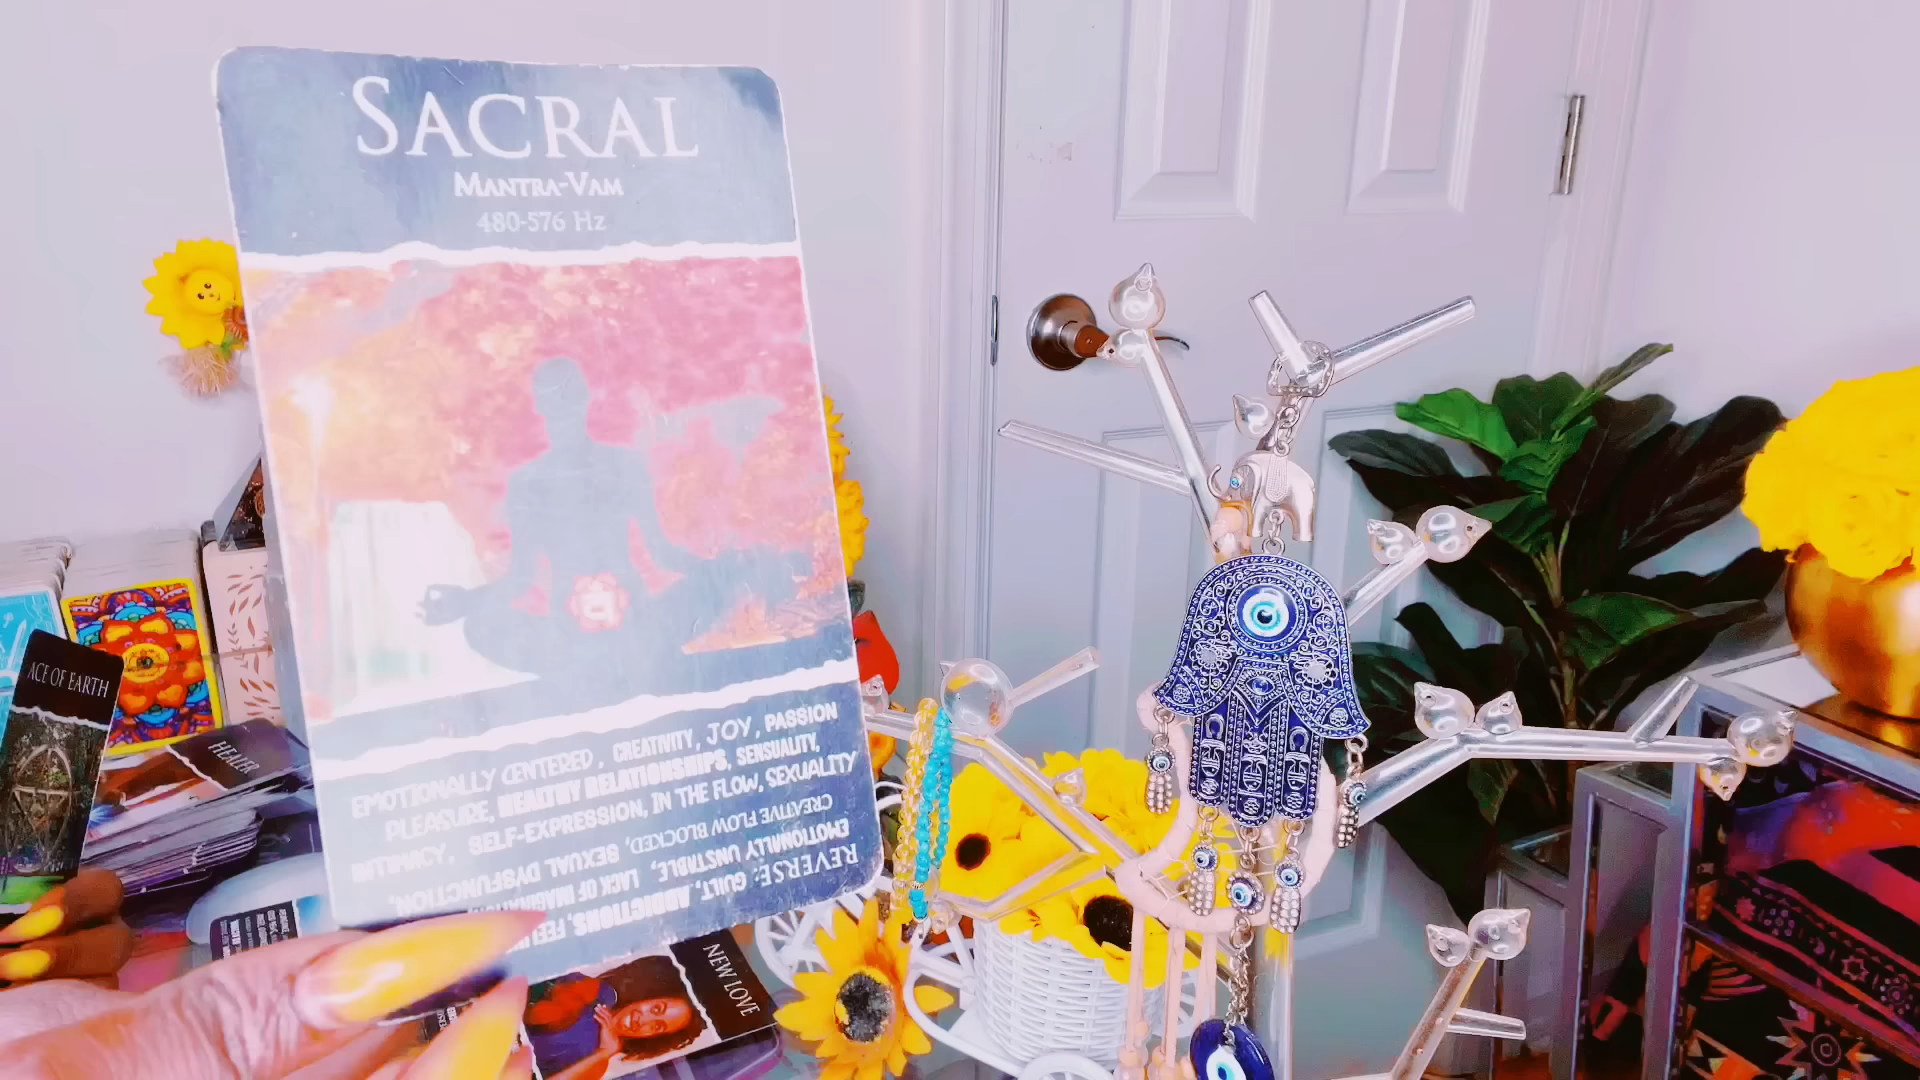 SACRAL
MANTRA-VAM
480-576 Hz
EMOTIONALLY CENTERED, CREATIVITY, JOY, PASSION
PLEASURE, HEALTHY RELATIONSHIPS, SENSUALITY,
INTIMACY, SELF-EXPRESSION, IN THE FLOW, SEXUALITY
REVERSE: GUILT,
EMOTIONALLY UNSTABLE, LACK OF
CREATIVE FLOW BLOCKED, SEXUAL DYSFUNCTION,
ADDICTIONS,
ACE OF EARTH
HEALER
NEW LOVE